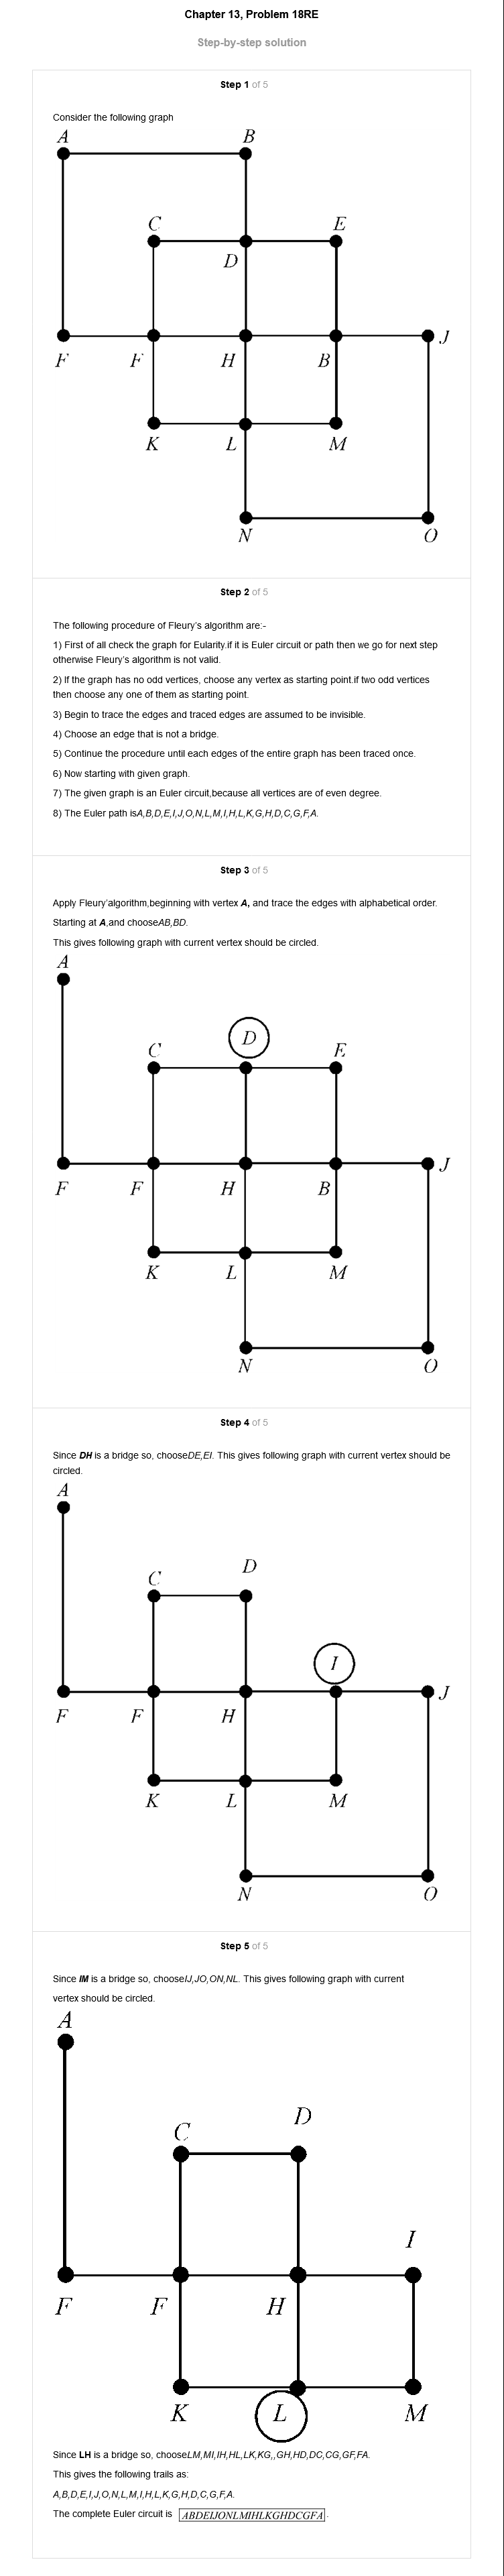 Chapter 13, Problem 18RE
Step-by-step solution
Step 1 of 5
Consider the following graph
A B
C E
D
J
F F H B
K L M
N O
Step 2 of 5
The following procedure of Fleury's algorithm are:-
1) First of all check the graph for Eularity.if it is Euler circuit or path then we go for next step
otherwise Fleury's algorithm is not valid.
2) If the graph has no odd vertices, choose any vertex as starting point.if two odd vertices
then choose any one of them as starting point.
3) Begin to trace the edges and traced edges are assumed to be invisible.
4) Choose an edge that is not a bridge.
5) Continue the procedure until each edges of the entire graph has been traced once.
6) Now starting with given graph.
7) The given graph is an Euler circuit,because all vertices are of even degree.
8) The Euler path isA,B,D,E,I,J,O,N,L,M,I,H,L,K,G,H,D,C,G,F,A.
Step 3 of 5
Apply Fleury'algorithm,beginning with vertex A, and trace the edges with alphabetical order.
Starting at A,and chooseAB,BD.
This gives following graph with current vertex should be circled.
A
D
C E
J
F F H B
K L M
N O
Step 4 of 5
Since DH is a bridge so, chooseDE,EI. This gives following graph with current vertex should be
circled.
A
C D
I
J
F F H
K L M
N O
Step 5 of 5
Since IM is a bridge so, chooseIJ,JO,ON,NL. This gives following graph with current
vertex should be circled.
A
D
C
I
F F H
K L M
Since LH is a bridge so, chooseLM,MI,IH,HL,LK,KG,,GH,HD,DC,CG,GF,FA.
This gives the following trails as:
A,B,D,E,I,J,O,N,L,M,I,H,L,K,G,H,D,C,G,F,A.
The complete Euler circuit is ABDEIJONLMIHLKGHDCGFA.